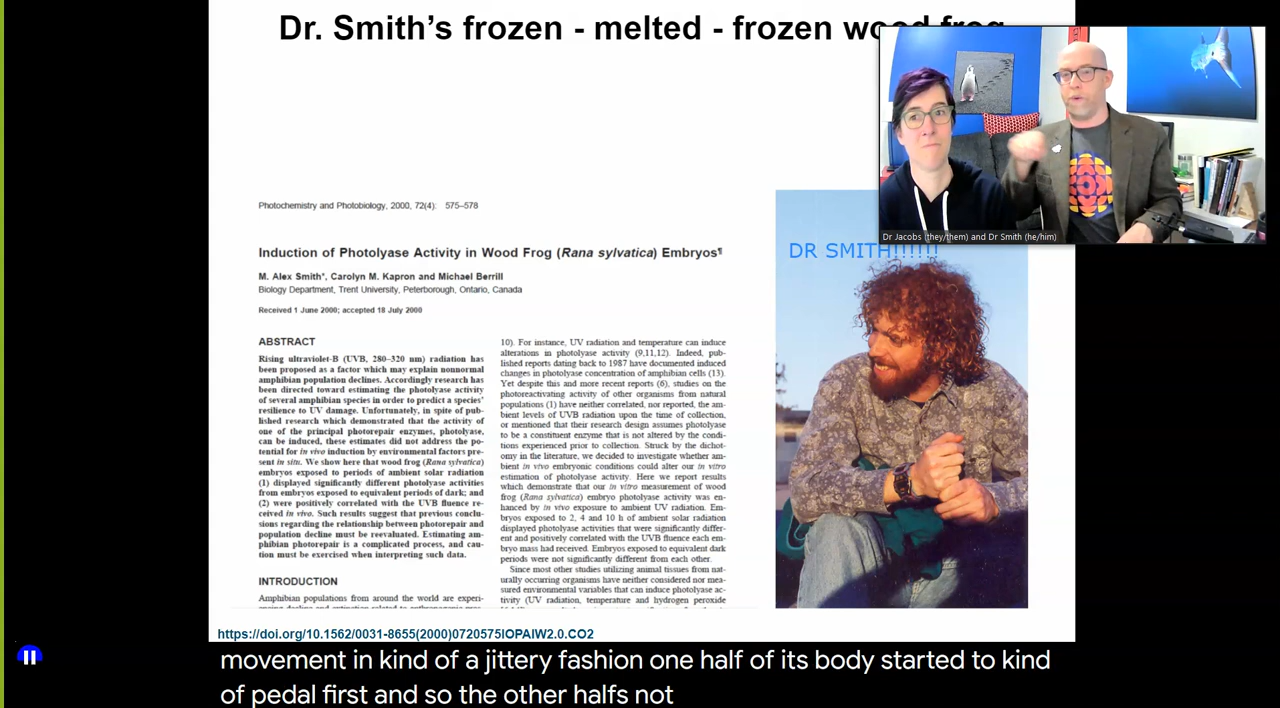 Dr. Smith's frozen - melted - frozen wood frog
Dr Jacobs (they/them) and Dr Smith (he/him)
Photochemistry and Photobiology, 2000, 72(4): 575–578
Induction of Photolyase Activity in Wood Frog (Rana sylvatica) Embryos¶
M. Alex Smith*, Carolyn M. Kapron and Michael Berrill
Biology Department, Trent University, Peterborough, Ontario, Canada
Received 1 June 2000; accepted 18 July 2000
ABSTRACT
Rising ultraviolet-B (UVB, 280–320 nm) radiation has
been proposed as a factor which may explain nonnormal
amphibian population declines. Accordingly research has
been directed toward estimating the photolyase activity
of several amphibian species in order to predict a species'
resilience to UV damage. Unfortunately, in spite of pub-
lished research which demonstrated that the activity of
one of the principal photorepair enzymes, photolyase,
can be induced, these estimates did not address the po-
tential for in vivo induction by environmental factors pre-
sent in situ. We show here that wood frog (Rana sylvatica)
embryos exposed to periods of ambient solar radiation
(1) displayed significantly different photolyase activities
from embryos exposed to equivalent periods of dark; and
(2) were positively correlated with the UVB fluence re-
ceived in vivo. Such results suggest that previous conclu-
sions regarding the relationship between photorepair and
population decline must be reevaluated. Estimating am-
phibian photorepair is a complicated process, and cau-
tion must be exercised when interpreting such data.
INTRODUCTION
Amphibian populations from around the world are experi-
10). For instance, UV radiation and temperature can induce
alterations in photolyase activity (9,11,12). Indeed, pub-
lished reports dating back to 1987 have documented induced
changes in photolyase concentration of amphibian cells (13).
Yet despite this and more recent reports (6), studies on the
photoreactivating activity of other organisms from natural
populations (1) have neither correlated, nor reported, the am-
bient levels of UVB radiation upon the time of collection,
or mentioned that their research design assumes photolyase
to be a constituent enzyme that is not altered by the condi-
tions experienced prior to collection. Struck by the dichot-
omy in the literature, we decided to investigate whether am-
bient in vivo embryonic conditions could alter our in vitro
estimation of photolyase activity. Here we report results
which demonstrate that our in vitro measurement of wood
frog (Rana sylvatica) embryo photolyase activity was en-
hanced by in vivo exposure to ambient UV radiation. Em-
bryos exposed to 2, 4 and 10 h of ambient solar radiation
displayed photolyase activities that were significantly differ-
ent and positively correlated with the UVB fluence each em-
bryo mass had received. Embryos exposed to equivalent dark
periods were not significantly different from each other.
Since most other studies utilizing animal tissues from nat-
urally occurring organisms have neither considered nor mea-
sured environmental variables that can induce photolyase ac-
tivity (UV radiation, temperature and hydrogen peroxide
DR SMITH!!!!!!
https://doi.org/10.1562/0031-8655(2000)0720575IOPAIW2.0.CO2
movement in kind of a jittery fashion one half of its body started to kind
of pedal first and so the other halfs not